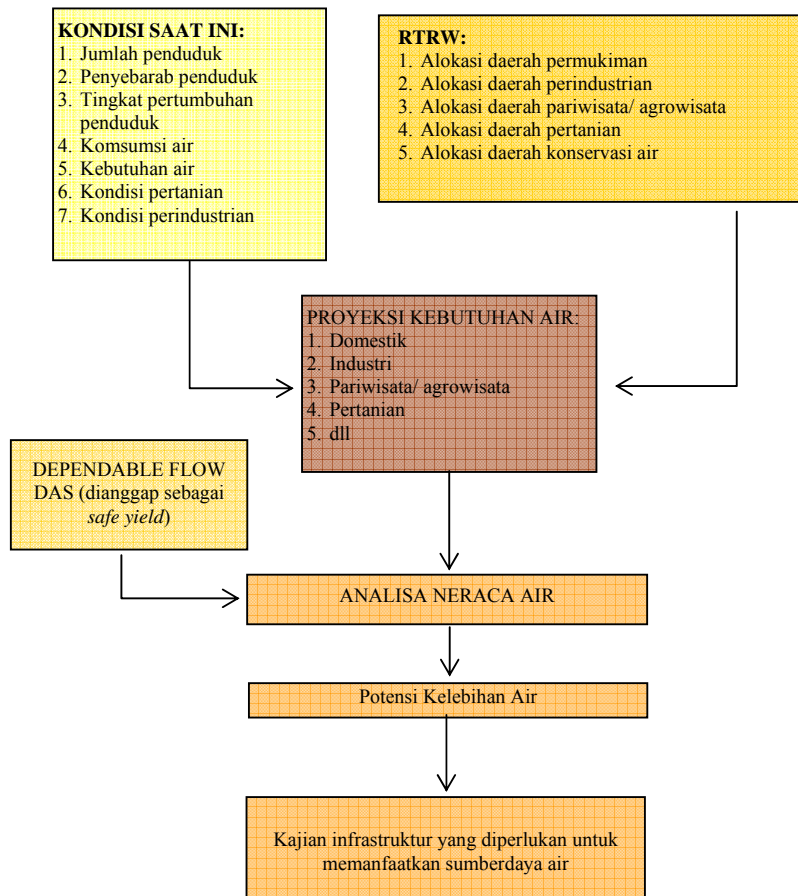 KONDISI SAAT INI:
1. Jumlah penduduk
2. Penyebarab penduduk
3. Tingkat pertumbuhan
penduduk
4. Komsumsi air
5. Kebutuhan air
6. Kondisi pertanian
7. Kondisi perindustrian
RTRW:
1. Alokasi daerah permukiman
2. Alokasi daerah perindustrian
3. Alokasi daerah pariwisata/ agrowisata
4. Alokasi daerah pertanian
5. Alokasi daerah konservasi air
PROYEKSI KEBUTUHAN AIR:
1. Domestik
2. Industri
3. Pariwisata/ agrowisata
4. Pertanian
5. dll
DEPENDABLE FLOW
DAS (dianggap sebagai
safe yield)
ANALISA NERACA AIR
Potensi Kelebihan Air
Kajian infrastruktur yang diperlukan untuk
memanfaatkan sumberdaya air